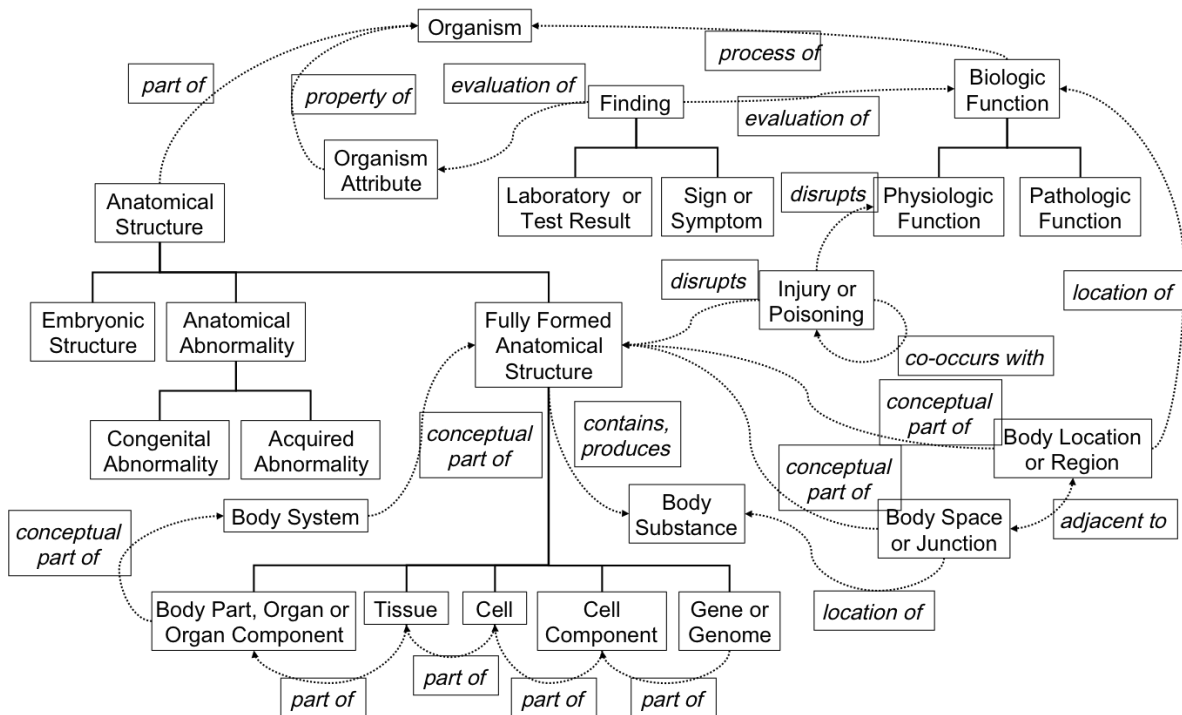 Organism
process of
part of
property of
evaluation of
Finding
evaluation of
Biologic
Function
Organism
Attribute
Anatomical
Structure
Laboratory or
Test Result
Sign or
Symptom
disrupts
Physiologic
Function
Pathologic
Function
disrupts
Injury or
Poisoning
location of
Embryonic
Structure
Anatomical
Abnormality
Fully Formed
Anatomical
Structure
co-occurs with
Congenital
Abnormality
Acquired
Abnormality
conceptual
part of
contains,
produces
conceptual
part of
Body Location
or Region
conceptual
part of
Body System
Body
Substance
Body Space
or Junction
adjacent to
conceptual
part of
Body Part, Organ or
Organ Component
Tissue
Cell
Cell
Component
Gene or
Genome
location of
part of
part of
part of
part of